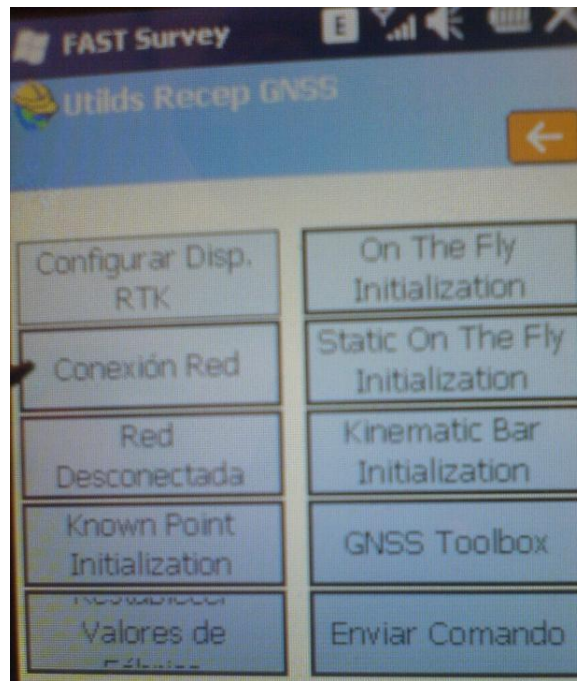 FAST Survey
E
Utilds Recep GNSS
Configurar Disp.
RTK
On The Fly
Initialization
Conexión Red
Static On The Fly
Initialization
Red
Desconectada
Kinematic Bar
Initialization
Known Point
Initialization
GNSS Toolbox
Restablecer
Valores de
Enviar Comando